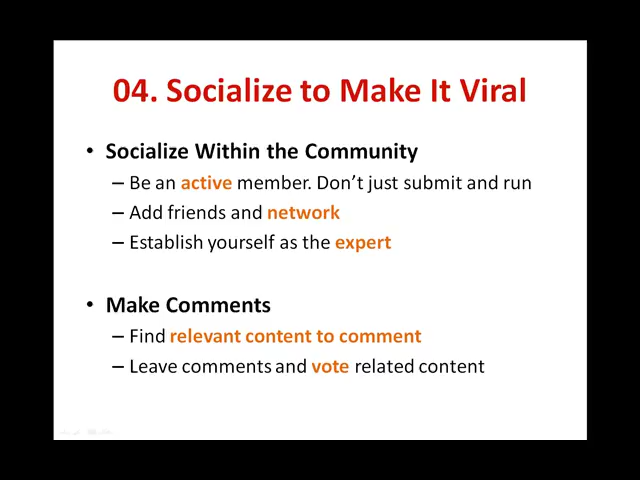 04. Socialize to Make It Viral
• Socialize Within the Community
– Be an active member. Don't just submit and run
– Add friends and network
– Establish yourself as the expert
• Make Comments
– Find relevant content to comment
– Leave comments and vote related content